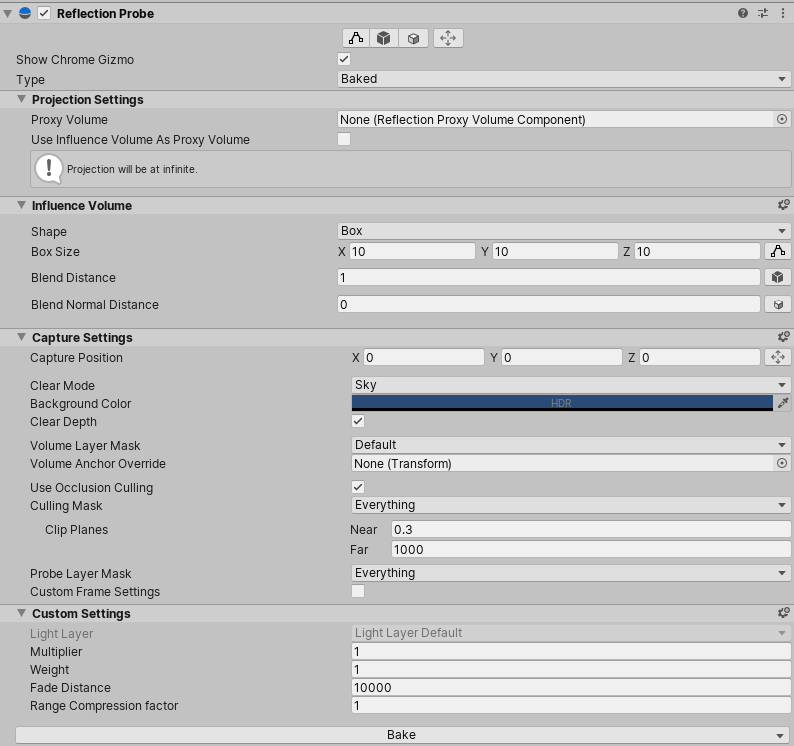 Reflection Probe
Show Chrome Gizmo
Type Baked
Projection Settings
Proxy Volume None (Reflection Proxy Volume Component)
Use Influence Volume As Proxy Volume
Projection will be at infinite.
Influence Volume
Shape Box
Box Size X 10 Y 10 Z 10
Blend Distance 1
Blend Normal Distance 0
Capture Settings
Capture Position X 0 Y 0 Z 0
Clear Mode Sky
Background Color HDR
Clear Depth
Volume Layer Mask Default
Volume Anchor Override None (Transform)
Use Occlusion Culling
Culling Mask Everything
Clip Planes Near 0.3
Far 1000
Probe Layer Mask Everything
Custom Frame Settings
Custom Settings
Light Layer Light Layer Default
Multiplier 1
Weight 1
Fade Distance 10000
Range Compression factor 1
Bake